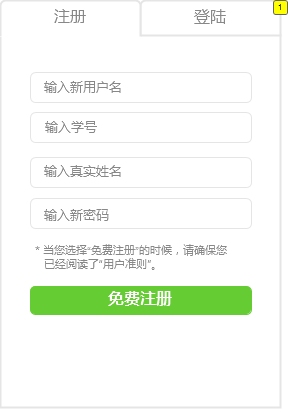 注册
登陆
1
输入新用户名
输入学号
输入真实姓名
输入新密码
* 当您选择“免费注册”的时候，请确保您
已经阅读了”用户准则”。
免费注册